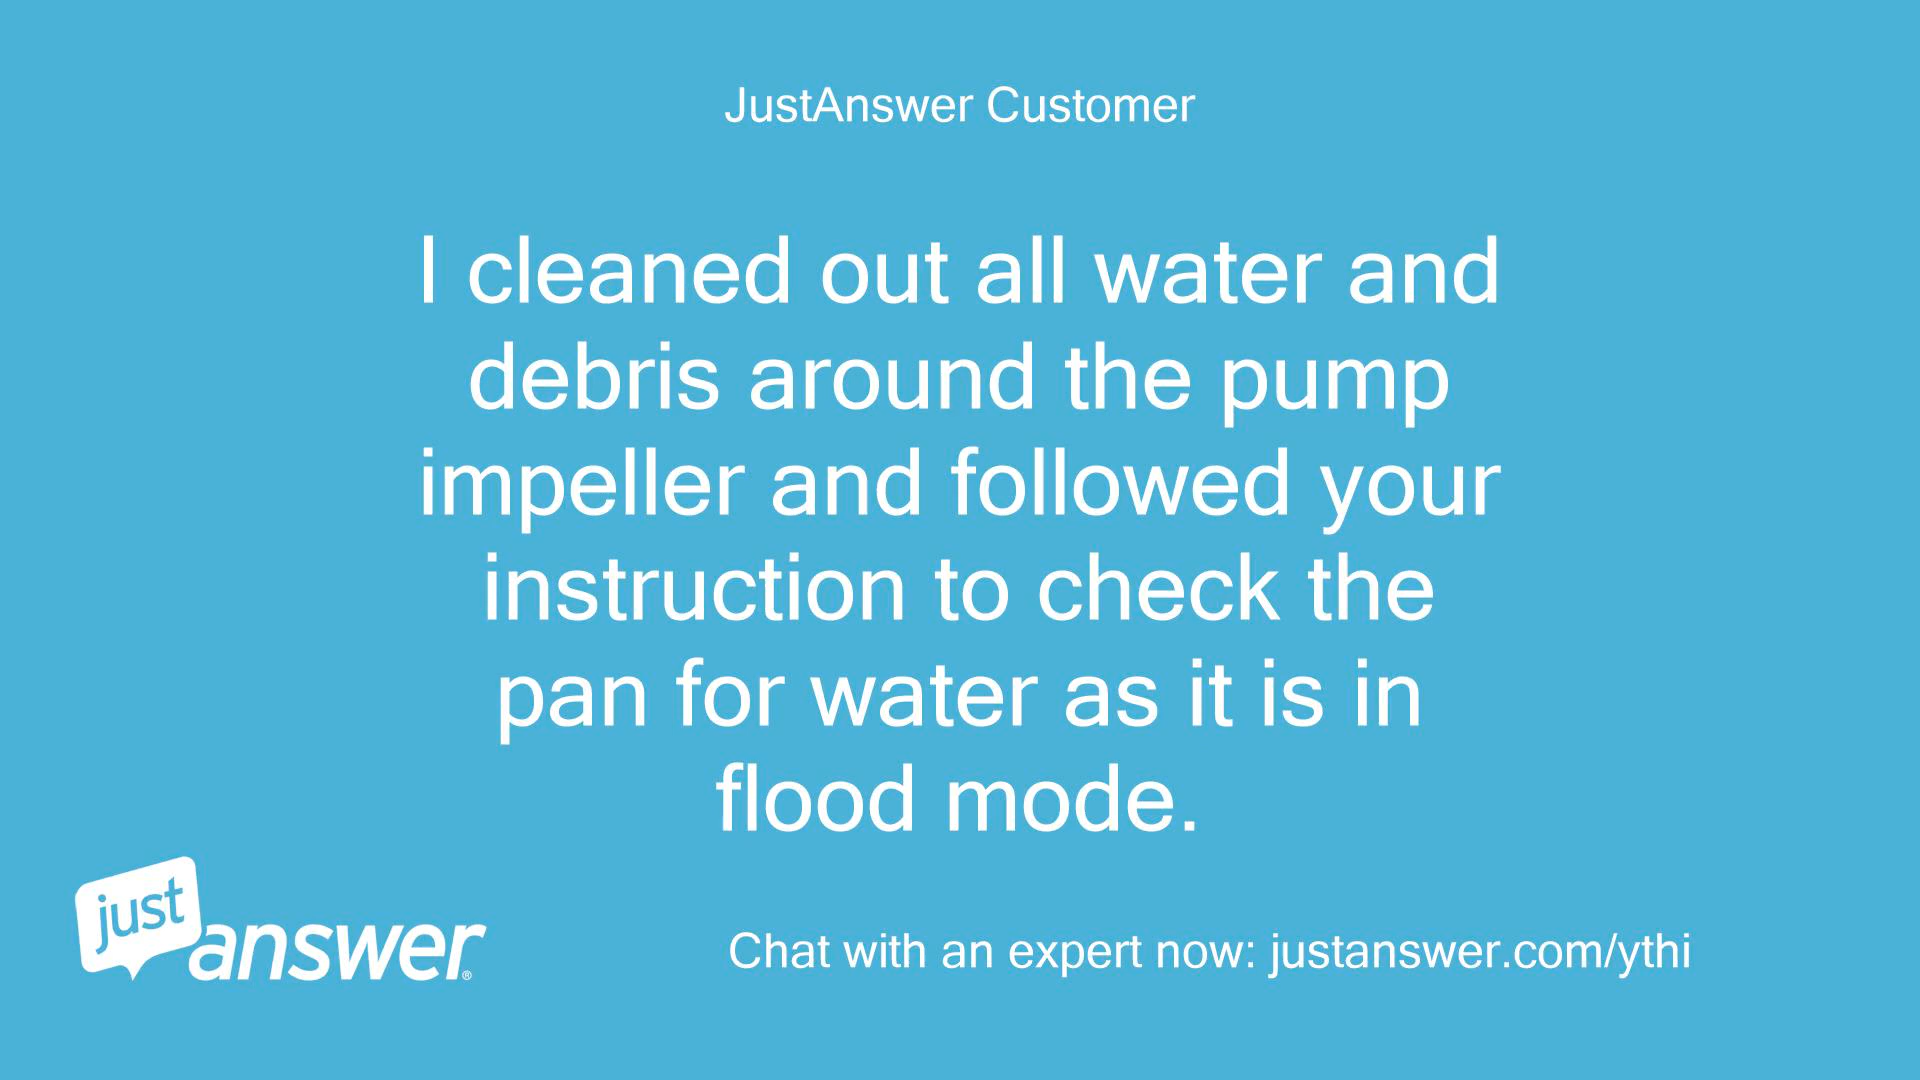 JustAnswer Customer
I cleaned out all water and
debris around the pump
impeller and followed your
instruction to check the
pan for water as it is in
flood mode.
just
answer®
Chat with an expert now: justanswer.com/ythi